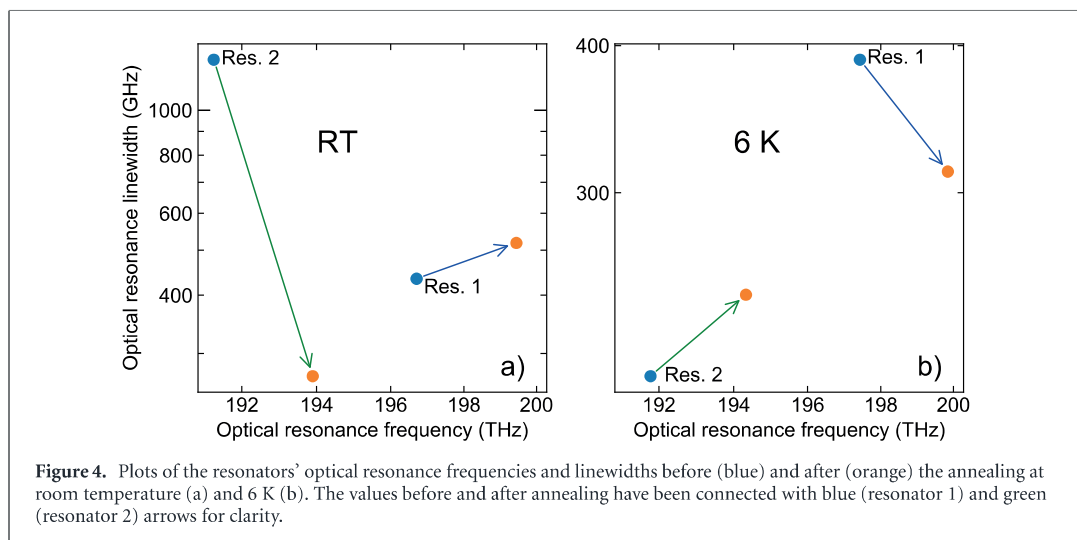 Optical resonance linewidth (GHz)
1000
800
600
400
Res. 2
RT
Res. 1
a)
192 194 196 198 200
Optical resonance frequency (THz)
400
300
Res. 1
6 K
Res. 2
b)
192 194 196 198 200
Optical resonance frequency (THz)
Figure 4. Plots of the resonators’ optical resonance frequencies and linewidths before (blue) and after (orange) the annealing at
room temperature (a) and 6 K (b). The values before and after annealing have been connected with blue (resonator 1) and green
(resonator 2) arrows for clarity.